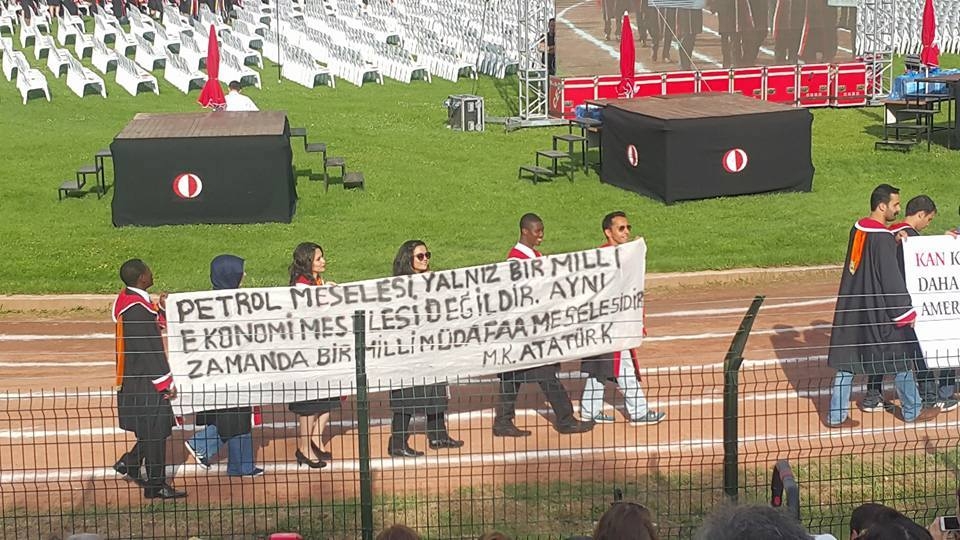 PETROL MESELESİ, YALNIZ BİR MİLLİ
EKONOMİ MESELESİ DEĞİLDİR. AYNI
ZAMANDA BİR MİLLİ MÜDAFAA MESELESİDİR
M.K. ATATÜRK
KAN
DAHA
AMER